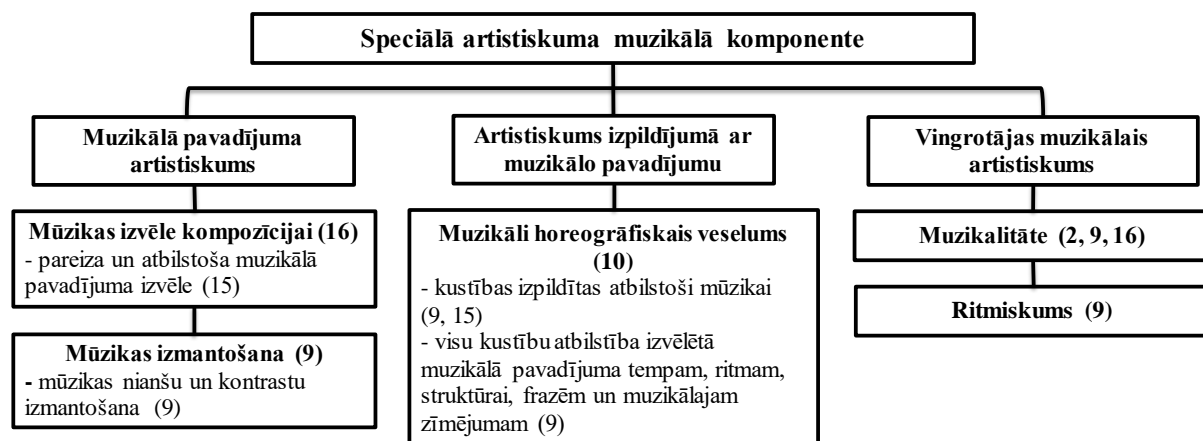 Speciālā artistiskuma muzikālā komponente
Muzikālā pavadījuma
artistiskums
Mūzikas izvēle kompozīcijai (16)
- pareiza un atbilstoša muzikālā
pavadījuma izvēle (15)
Mūzikas izmantošana (9)
- mūzikas nianšu un kontrastu
izmantošana (9)
Artistiskums izpildījumā ar
muzikālo pavadījumu
Muzikāli horeogrāfiskais veselums
(10)
- kustības izpildītas atbilstoši mūzikai
(9, 15)
- visu kustību atbilstība izvēlētā
muzikālā pavadījuma tempam, ritmam,
struktūrai, frazēm un muzikālajam
zīmējumam (9)
Vingrotājas muzikālais
artistiskums
Muzikalitāte (2, 9, 16)
Ritmiskums (9)